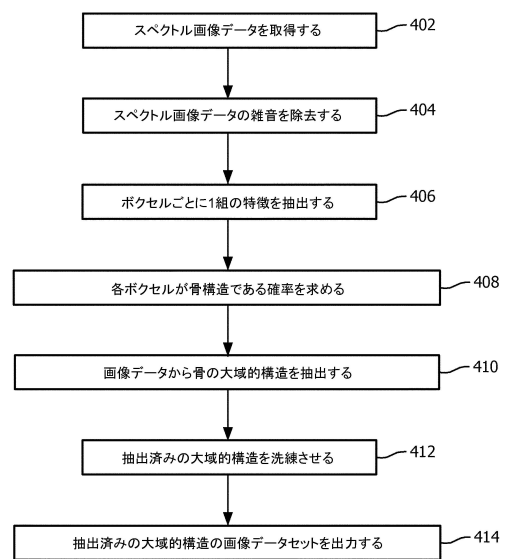 スペクトル画像データを取得する 402
スペクトル画像データの雑音を除去する 404
ボクセルごとに1組の特徴を抽出する 406
各ボクセルが骨構造である確率を求める 408
画像データから骨の大域的構造を抽出する 410
抽出済みの大域的構造を洗練させる 412
抽出済みの大域的構造の画像データセットを出力する 414